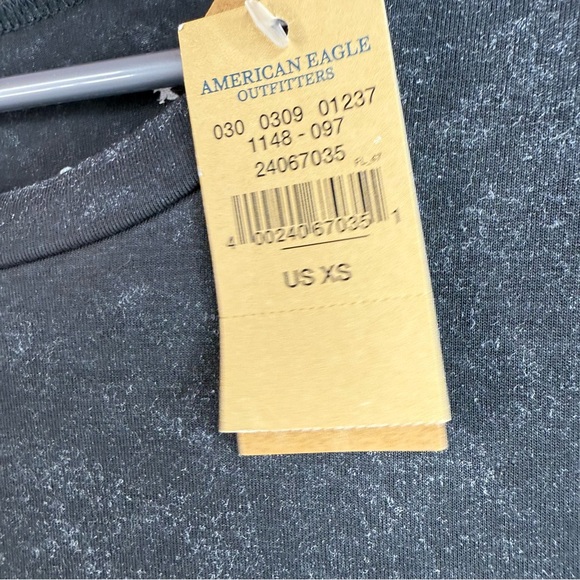 AMERICAN EAGLE
OUTFITTERS
030 0309 01237
1148 - 097
24067035
4 00240 67035 1
US XS